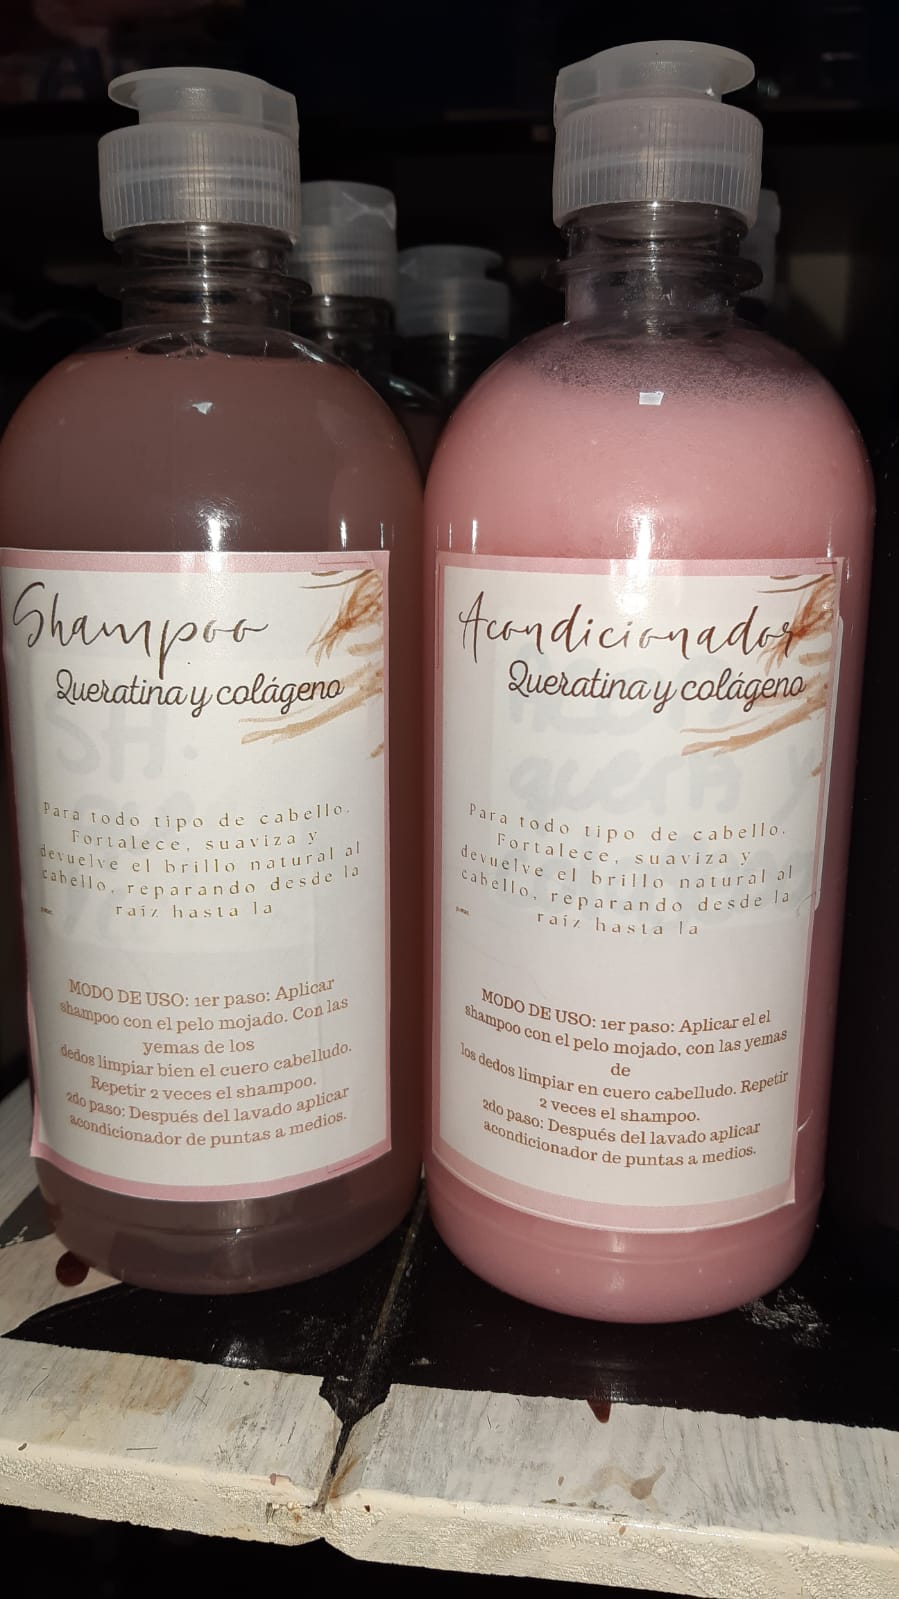 Shampoo
Queratina y colágeno
Para todo tipo de cabello.
Fortalece, suaviza y
devuelve el brillo natural al
cabello, reparando desde la
raíz hasta la
MODO DE USO: 1er paso: Aplicar
shampoo con el pelo mojado. Con las
yemas de los
dedos limpiar bien el cuero cabelludo.
Repetir 2 veces el shampoo.
2do paso: Después del lavado aplicar
acondicionador de puntas a medios.
Acondicionador
Queratina y colágeno
Para todo tipo de cabello.
Fortalece, suaviza y
devuelve el brillo natural al
cabello, reparando desde la
raíz hasta la
MODO DE USO: 1er paso: Aplicar el el
shampoo con el pelo mojado, con las yemas
de
los dedos limpiar en cuero cabelludo. Repetir
2 veces el shampoo.
2do paso: Después del lavado aplicar
acondicionador de puntas a medios.